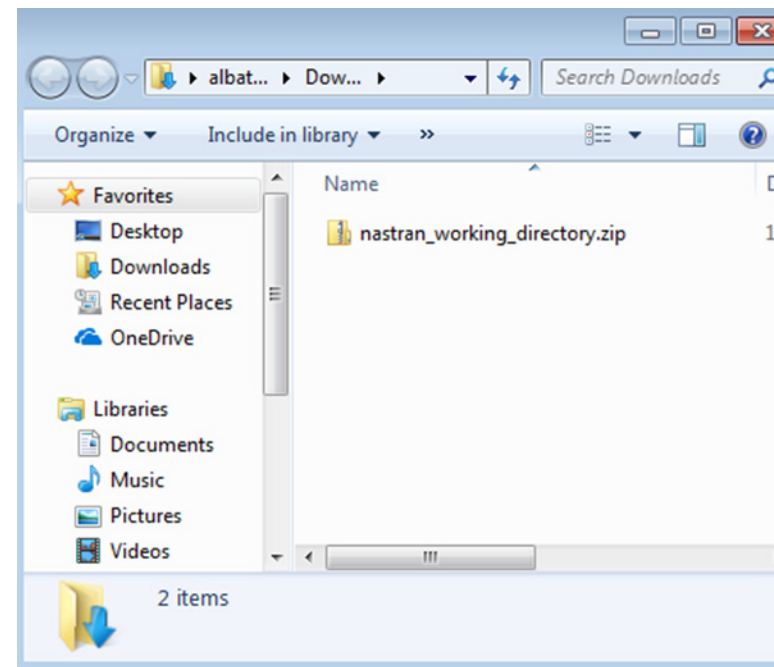 albat... Dow...
Search Downloads
Organize
Include in library
»
Name
D
Favorites
nastran_working_directory.zip
1
Desktop
Downloads
Recent Places
OneDrive
Libraries
Documents
Music
Pictures
Videos
2 items